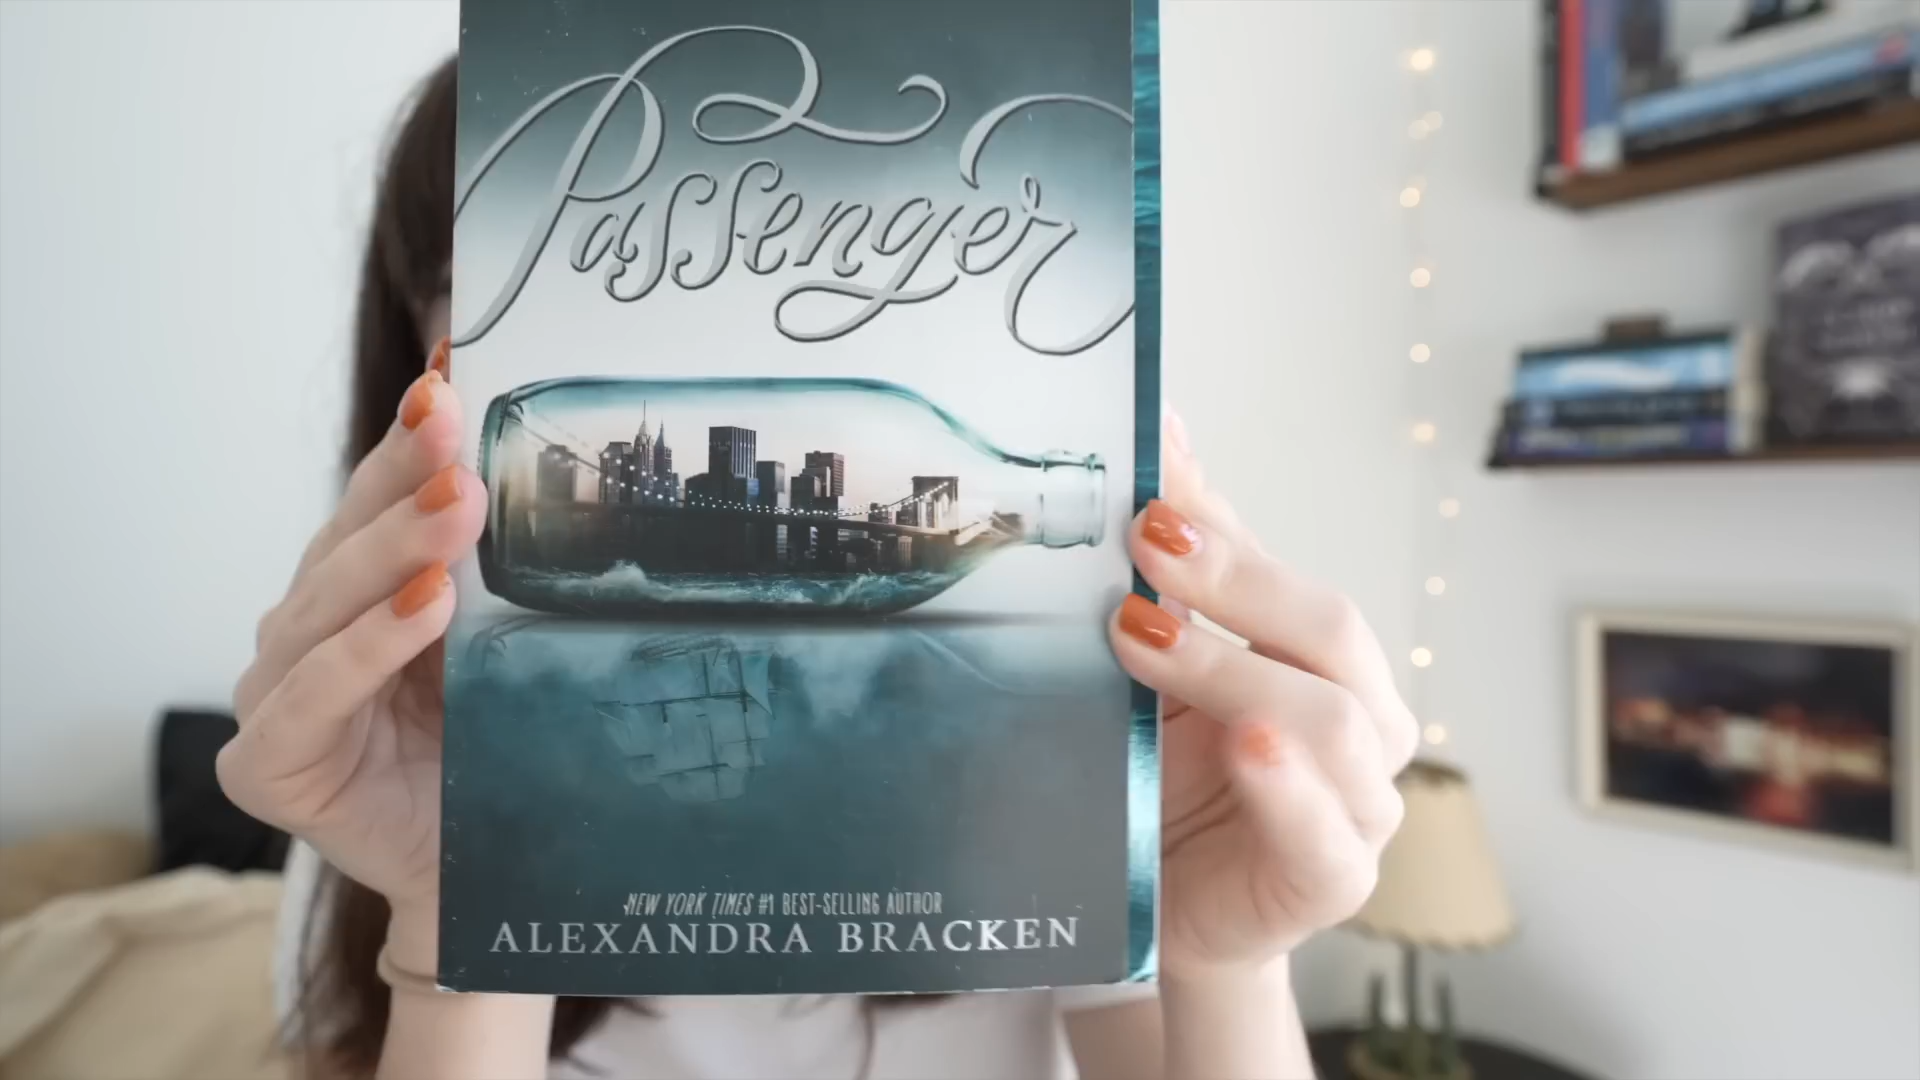 Passenger
NEW YORK TIMES #1 BEST-SELLING AUTHOR
ALEXANDRA BRACKEN